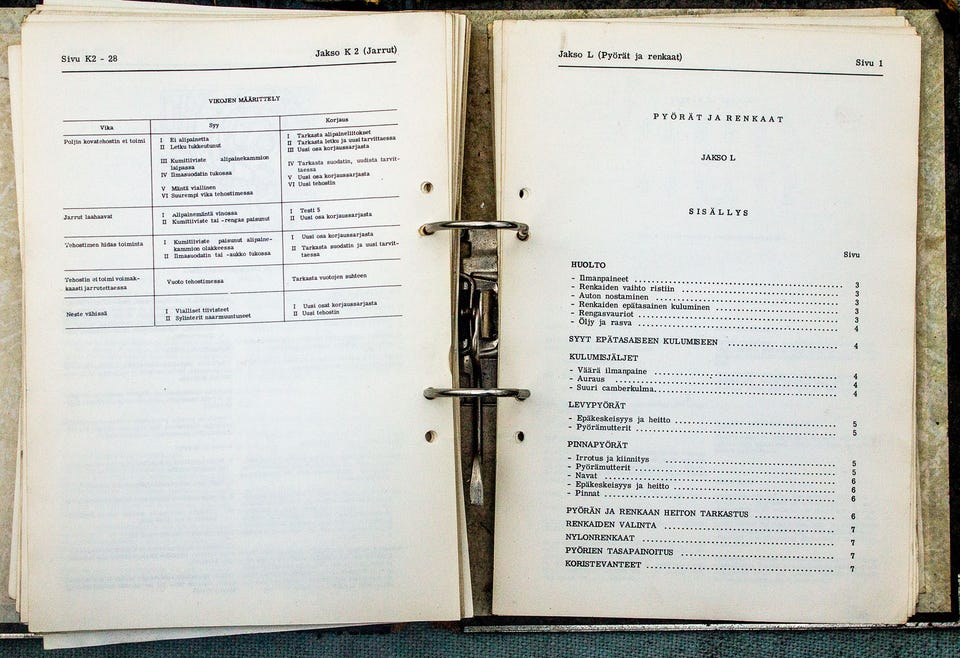 Sivu K2 - 28
Jakso K 2 (Jarrut)
VIKOJEN MÄÄRITTELY
Vika Syy Korjaus
Poljin kova tehostin ei toimi
I Ei alipainetta
II Letku tukkeutunut
III Kumitiiviste alipainekammion
laipassa
IV Ilmasuodatin tukossa
V Mäntä viallinen
VI Suurempi vika tehostimessa
I Tarkasta alipaineliitokset
II Tarkasta letku ja uusi tarvittaessa
III Uusi osa korjaussarjasta
IV Tarkasta suodatin, uudista tarvit-
taessa
V Uusi osa korjaussarjasta
VI Uusi tehostin
Jarrut laahaavat
I Alipainemäntä vinossa
II Kumitiiviste tai -rengas paisunut
I Testi 5
II Uusi osa korjaussarjasta
Tehostimen hidas toiminta
I Kumitiiviste paisunut alipaine-
kammion olakkeessa
II Ilmasuodatin tai -aukko tukossa
I Uusi osa korjaussarjasta
II Tarkasta suodatin ja uusi tarvit-
taessa
Tehostin ei toimi voimak-
kaasti jarrutettaessa
Vuoto tehostimessa
Tarkasta vuotojen suhteen
Neste vähissä
I Vialliset tiivisteet
II Sylinterit naarmuuntuneet
I Uusi osat korjaussarjasta
II Uusi tehostin
Jakso L (Pyörät ja renkaat)
Sivu 1
PYÖRÄT JA RENKAAT
JAKSO L
SISÄLLYS
Sivu
HUOLTO
- Ilmanpaineet 3
- Renkaiden vaihto ristiin 3
- Auton nostaminen 3
- Renkaiden epätasainen kuluminen 3
- Rengasvauriot 3
- Öljy ja rasva 4
SYYT EPÄTASAISEEN KULUMISEEN 4
KULUMISJÄLJET
- Väärä ilmanpaine 4
- Auraus 4
- Suuri camberkulma 4
LEVYPYÖRÄT
- Epäkeskeisyys ja heitto 5
- Pyörämutterit 5
PINNAPYÖRÄT
- Irrotus ja kiinnitys 5
- Pyörämutterit 5
- Navat 6
- Epäkeskeisyys ja heitto 6
- Pinnat 6
PYÖRÄN JA RENKAAN HEITON TARKASTUS 6
RENKAIDEN VALINTA 7
NYLONRENKAAT 7
PYÖRIEN TASAPAINOITUS 7
KORISTEVANTEET 7